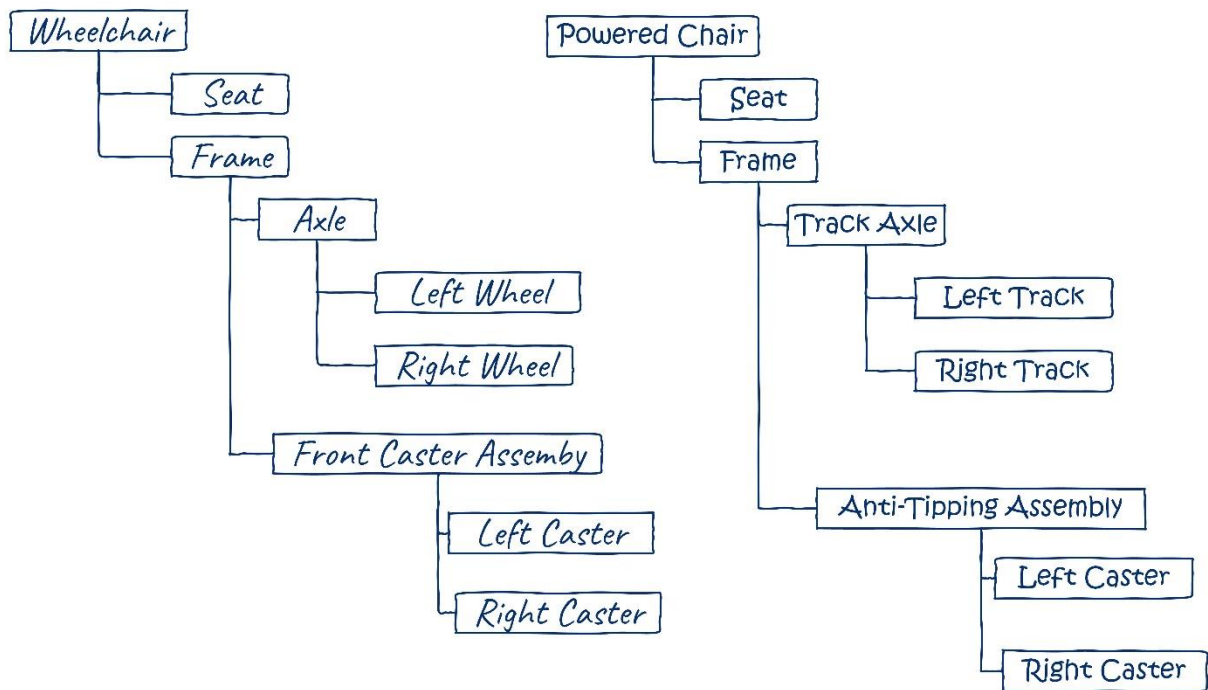 Wheelchair
Seat
Frame
Axle
Left Wheel
Right Wheel
Front Caster Assemby
Left Caster
Right Caster
Powered Chair
Seat
Frame
Track Axle
Left Track
Right Track
Anti-Tipping Assembly
Left Caster
Right Caster